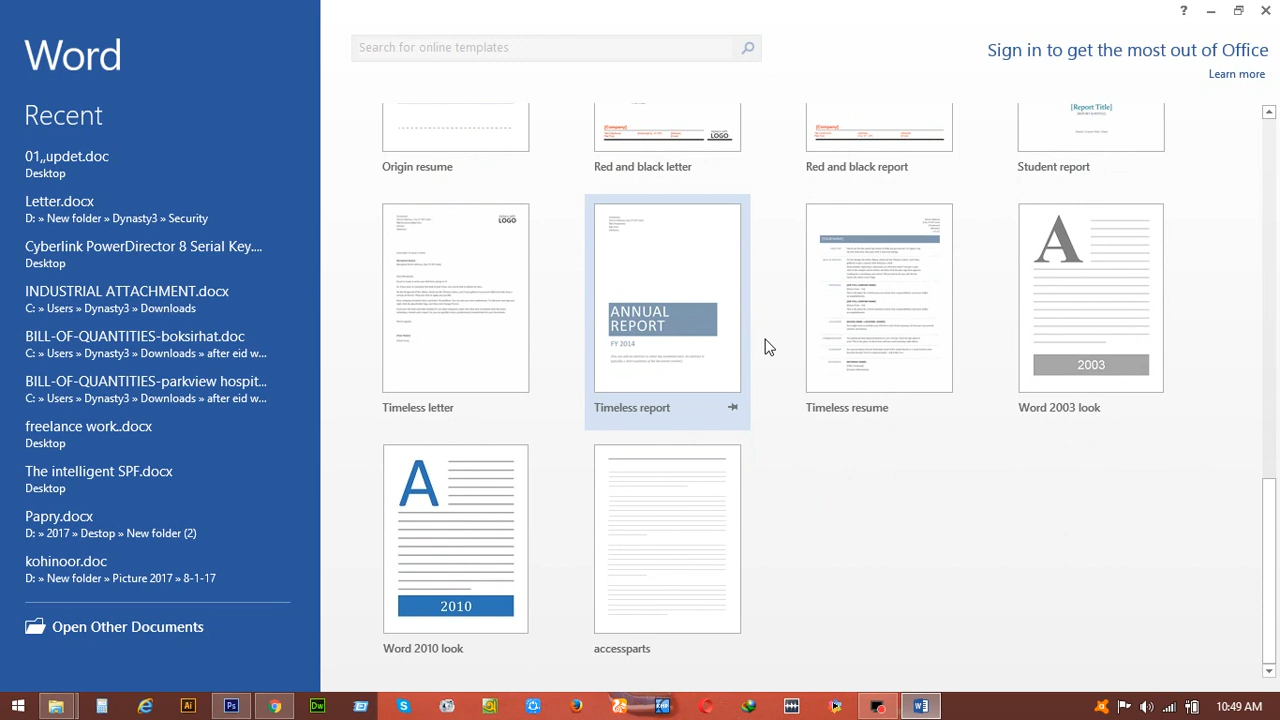 ?
Word
Search for online templates
Sign in to get the most out of Office
Learn more
Recent
01,,updet.doc
Desktop
Letter.docx
D: » New folder » Dynasty3 » Security
Cyberlink PowerDirector 8 Serial Key....
Desktop
INDUSTRIAL ATTACHMENT.docx
C: » Users » Dynasty3 » Downloads
BILL-OF-QUANTITIES
C: » Users » Dynasty3 » Downloads » after eid w...
BILL-OF-QUANTITIES- parkview hospit...
C: » Users » Dynasty3 » Downloads » after eid w...
freelance work..docx
Desktop
The intelligent SPF.docx
Desktop
Papry.docx
D: » 2017 » Destop » New folder (2)
kohinoor.doc
D: » New folder » Picture 2017 » 8-1-17
Open Other Documents
[Company]
LOGO
[Company]
[Report Title]
Origin resume
Red and black letter
Red and black report
Student report
LOGO
ANNUAL
REPORT
A
2003
Timeless letter
Timeless report
Timeless resume
Word 2003 look
A
2010
Word 2010 look
accessparts
Ai
Ps
Dw
10:49 AM